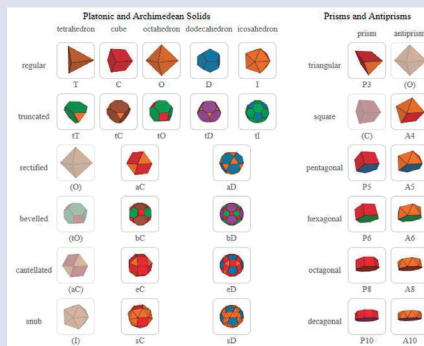 Platonic and Archimedean Solids
Prisms and Antiprisms
tetrahedron cube octahedron dodecahedron icosahedron
prism antiprism
regular
T C O D I
triangular
P3 (O)
truncated
tT tC tO tD tI
square
(C) A4
rectified
(O) aC aD
pentagonal
P5 A5
bevelled
(tO) bC bD
hexagonal
P6 A6
cantellated
(aC) eC eD
octagonal
P8 A8
snub
(I) sC sD
decagonal
P10 A10